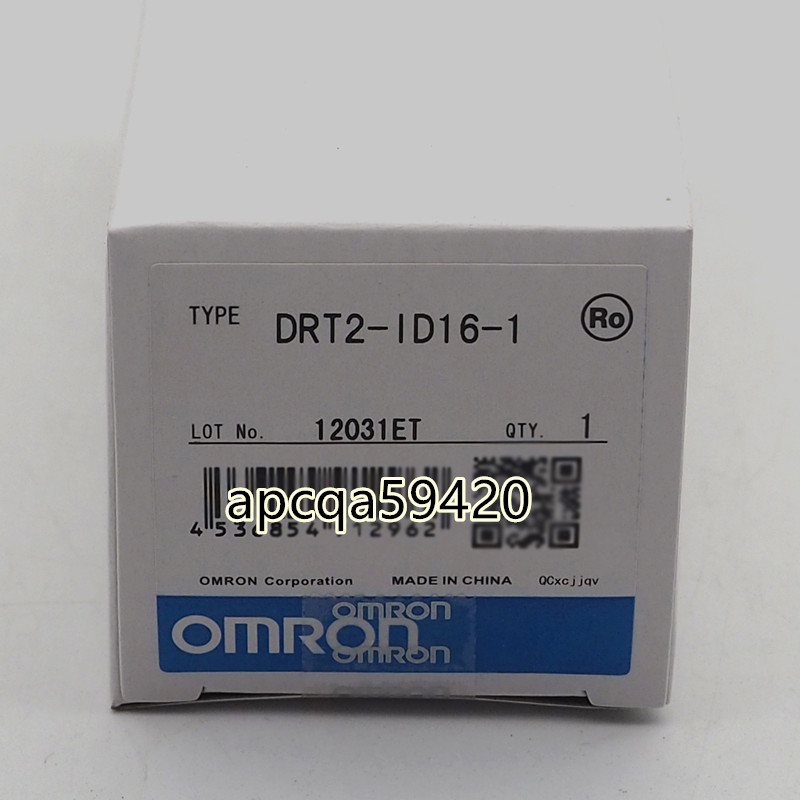 TYPE DRT2-ID16-1 Ro
LOT No. 12031ET QTY. 1
apcqa59420
OMRON Corporation MADE IN CHINA QCxcjjqv
OMRON
OMRON
OMRON